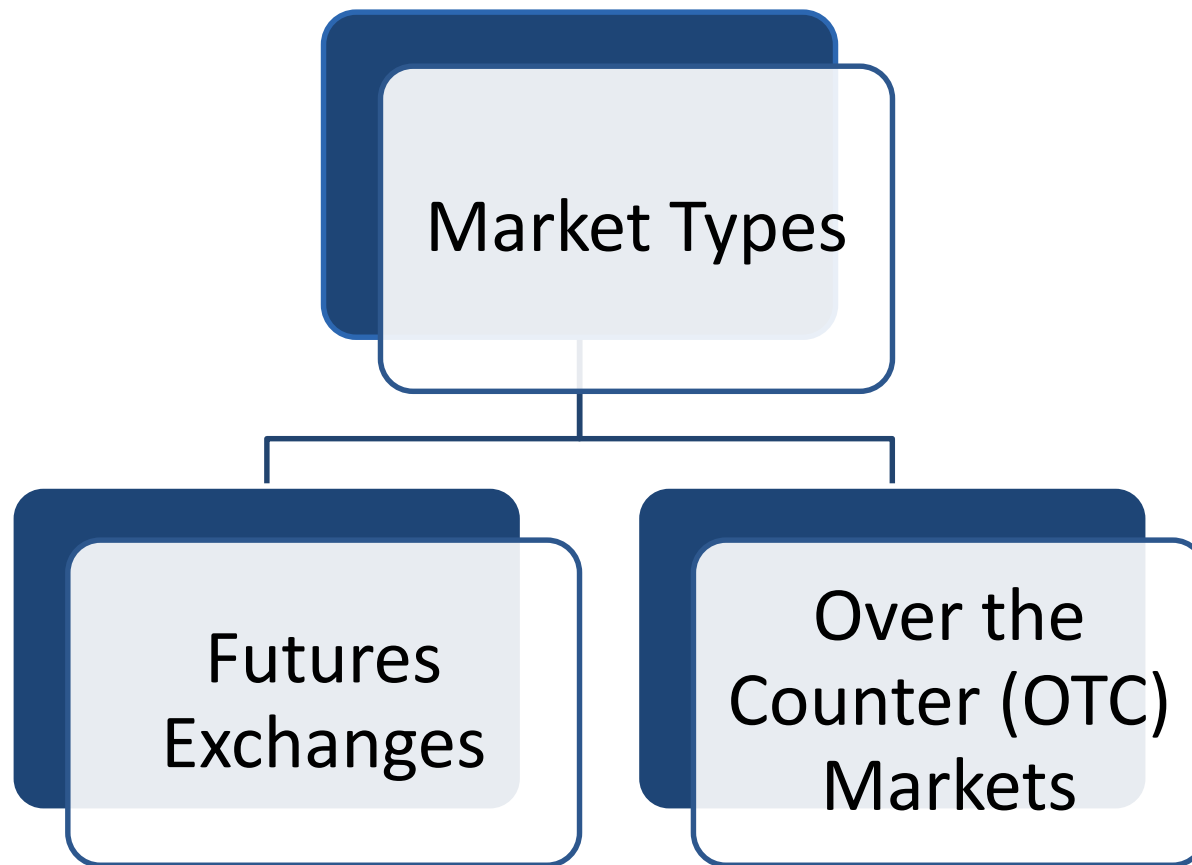 Market Types
Futures
Exchanges
Over the
Counter (OTC)
Markets